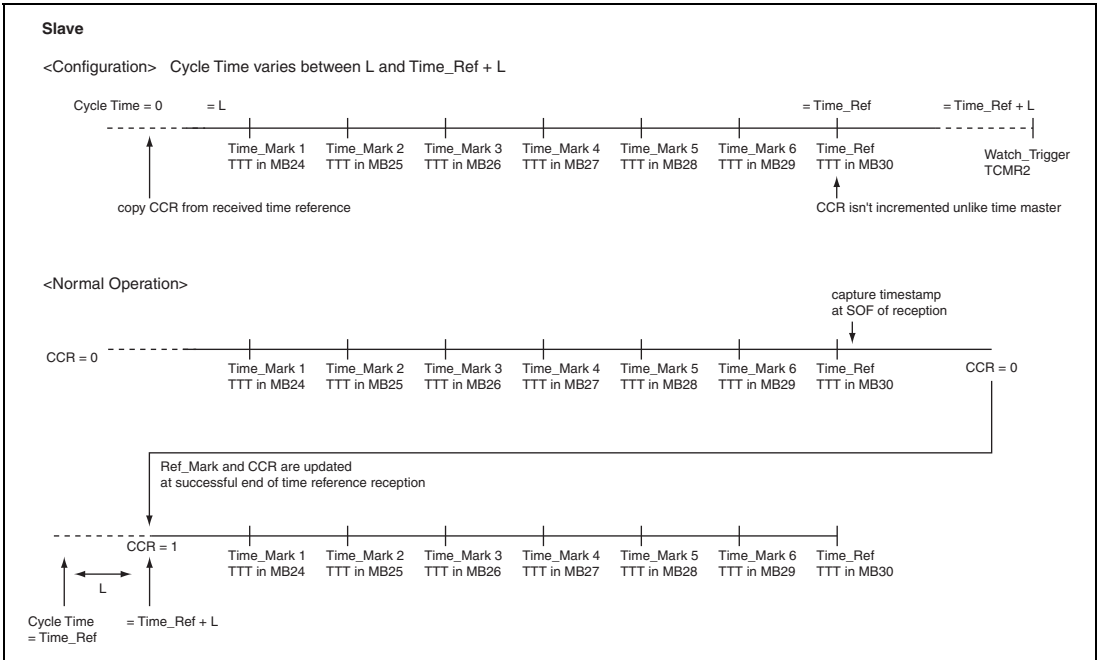 Slave
<Configuration> Cycle Time varies between L and Time_Ref + L
Cycle Time = 0 = L = Time_Ref = Time_Ref + L
Time_Mark 1 Time_Mark 2 Time_Mark 3 Time_Mark 4 Time_Mark 5 Time_Mark 6 Time_Ref
TTT in MB24 TTT in MB25 TTT in MB26 TTT in MB27 TTT in MB28 TTT in MB29 TTT in MB30
Watch_Trigger
TCMR2
copy CCR from received time reference
CCR isn't incremented unlike time master
<Normal Operation>
capture timestamp
at SOF of reception
CCR = 0
Time_Mark 1 Time_Mark 2 Time_Mark 3 Time_Mark 4 Time_Mark 5 Time_Mark 6 Time_Ref
TTT in MB24 TTT in MB25 TTT in MB26 TTT in MB27 TTT in MB28 TTT in MB29 TTT in MB30
CCR = 0
Ref_Mark and CCR are updated
at successful end of time reference reception
CCR = 1
Time_Mark 1 Time_Mark 2 Time_Mark 3 Time_Mark 4 Time_Mark 5 Time_Mark 6 Time_Ref
TTT in MB24 TTT in MB25 TTT in MB26 TTT in MB27 TTT in MB28 TTT in MB29 TTT in MB30
L
Cycle Time
= Time_Ref
= Time_Ref + L